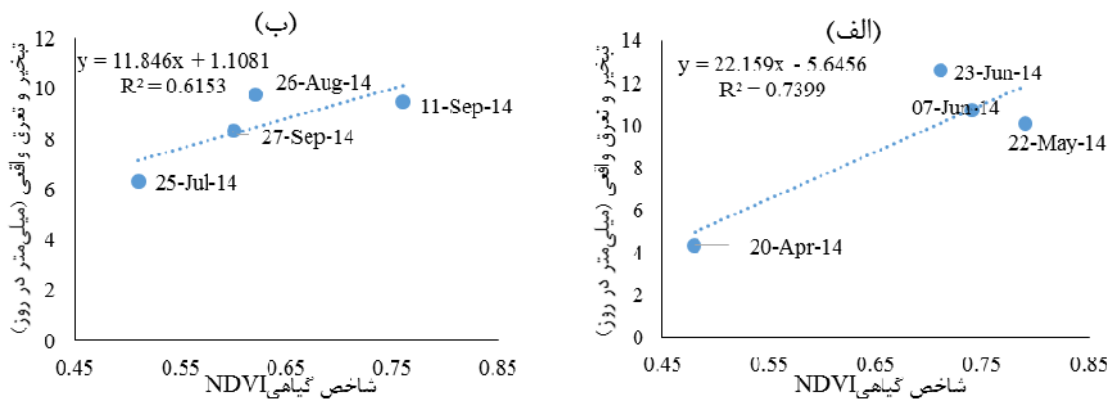 (ب)
تبخیر و تعرق واقعی (میلی‌متر در روز)
12
10
8
6
4
2
0
y = 11.846x + 1.1081
R² = 0.6153
26-Aug-14
11-Sep-14
27-Sep-14
25-Jul-14
0.45 0.55 0.65 0.75 0.85
شاخص گیاهی NDVI
(الف)
تبخیر و تعرق واقعی (میلی‌متر در روز)
14
12
10
8
6
4
2
0
y = 22.159x - 5.6456
R² = 0.7399
23-Jun-14
07-Jun-14
22-May-14
20-Apr-14
0.45 0.55 0.65 0.75 0.85
شاخص گیاهی NDVI